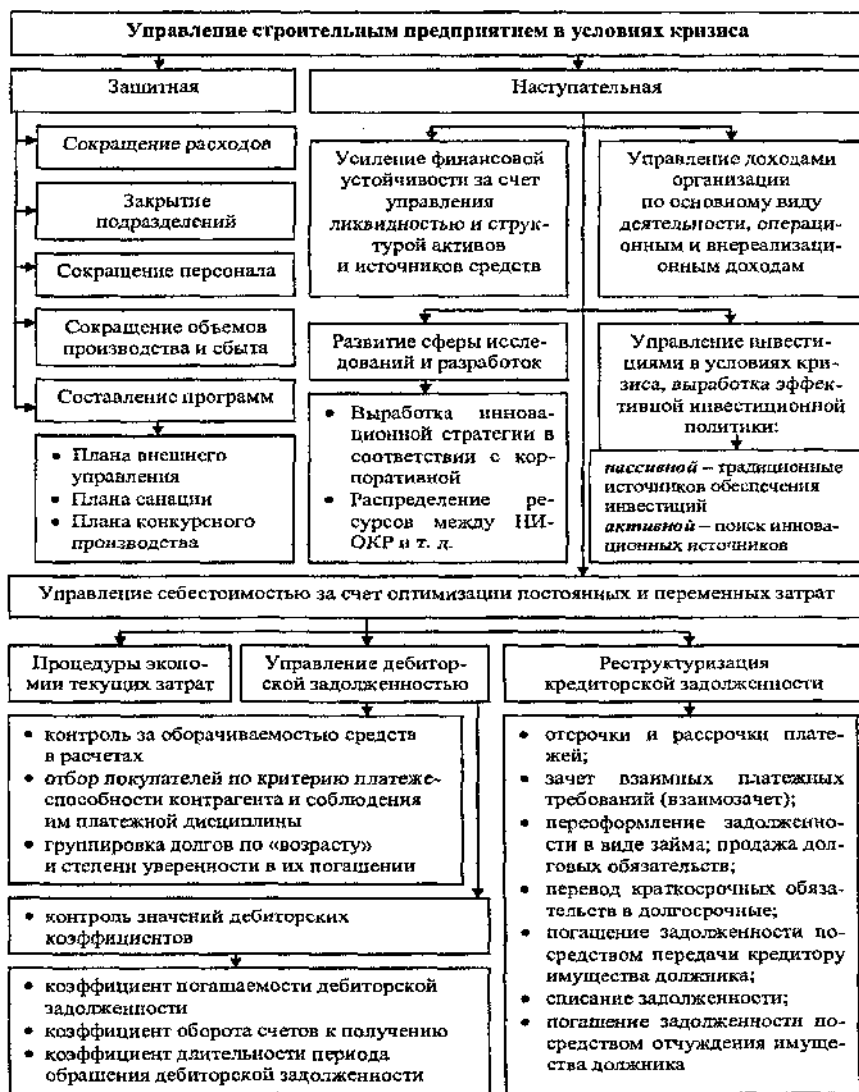 Управление строительным предприятием в условиях кризиса
Защитная
Наступательная
Сокращение расходов
Закрытие
подразделений
Сокращение персонала
Сокращение объемов
производства и сбыта
Составление программ
• Плана внешнего
управления
• Плана санации
• Плана конкурсного
производства
Усиление финансовой
устойчивости за счет
управления
ликвидностью и струк-
турой активов
и источников средств
Управление доходами
организации
по основному виду
деятельности, операци-
онным и внереализаци-
онным доходам
Развитие сферы иссле-
дований и разработок
• Выработка иннова-
ционной стратегии в
соответствии с кор-
поративной
• Распределение ре-
сурсов между НИ-
ОКР и т. д.
Управление инвести-
циями в условиях кри-
зиса, выработка эффек-
тивной инвестиционной
политики:
пассивной – традиционные
источников обеспечения
инвестиций
активной – поиск иннова-
ционных источников
Управление себестоимостью за счет оптимизации постоянных и переменных затрат
Процедуры эконо-
мии текущих затрат
Управление дебитор-
ской задолженностью
Реструктуризация
кредиторской задолженности
• контроль за оборачиваемостью средств
в расчетах
• отбор покупателей по критерию платеже-
способности контрагента и соблюдения
им платежной дисциплины
• группировка долгов по «возрасту»
и степени уверенности в их погашении
• контроль значений дебиторских
коэффициентов
• коэффициент погашаемости дебиторской
задолженности
• коэффициент оборота счетов к получению
• коэффициент длительности периода
обращения дебиторской задолженности
• отсрочки и рассрочки плате-
жей;
• зачет взаимных платежных
требований (взаимозачет);
• переоформление задолженно-
сти в виде займа; продажа дол-
говых обязательств;
• перевод краткосрочных обяза-
тельств в долгосрочные;
• погашение задолженности по-
средством передачи кредитору
имущества должника;
• списание задолженности;
• погашение задолженности по-
средством отчуждения имуще-
ства должника